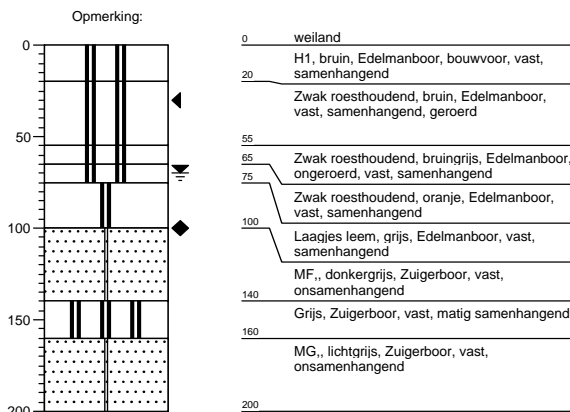 Opmerking:
0
50
100
150
200
0 weiland
H1, bruin, Edelmanboor, bouwvoor, vast,
samenhangend
20
Zwak roesthoudend, bruin, Edelmanboor,
vast, samenhangend, geroerd
55
Zwak roesthoudend, bruingrijs, Edelmanboor,
ongeroerd, vast, samenhangend
65
75
Zwak roesthoudend, oranje, Edelmanboor,
vast, samenhangend
100
Laagjes leem, grijs, Edelmanboor, vast,
samenhangend
MF,, donkergrijs, Zuigerboor, vast,
onsamenhangend
140
Grijs, Zuigerboor, vast, matig samenhangend
160
MG,, lichtgrijs, Zuigerboor, vast,
onsamenhangend
200